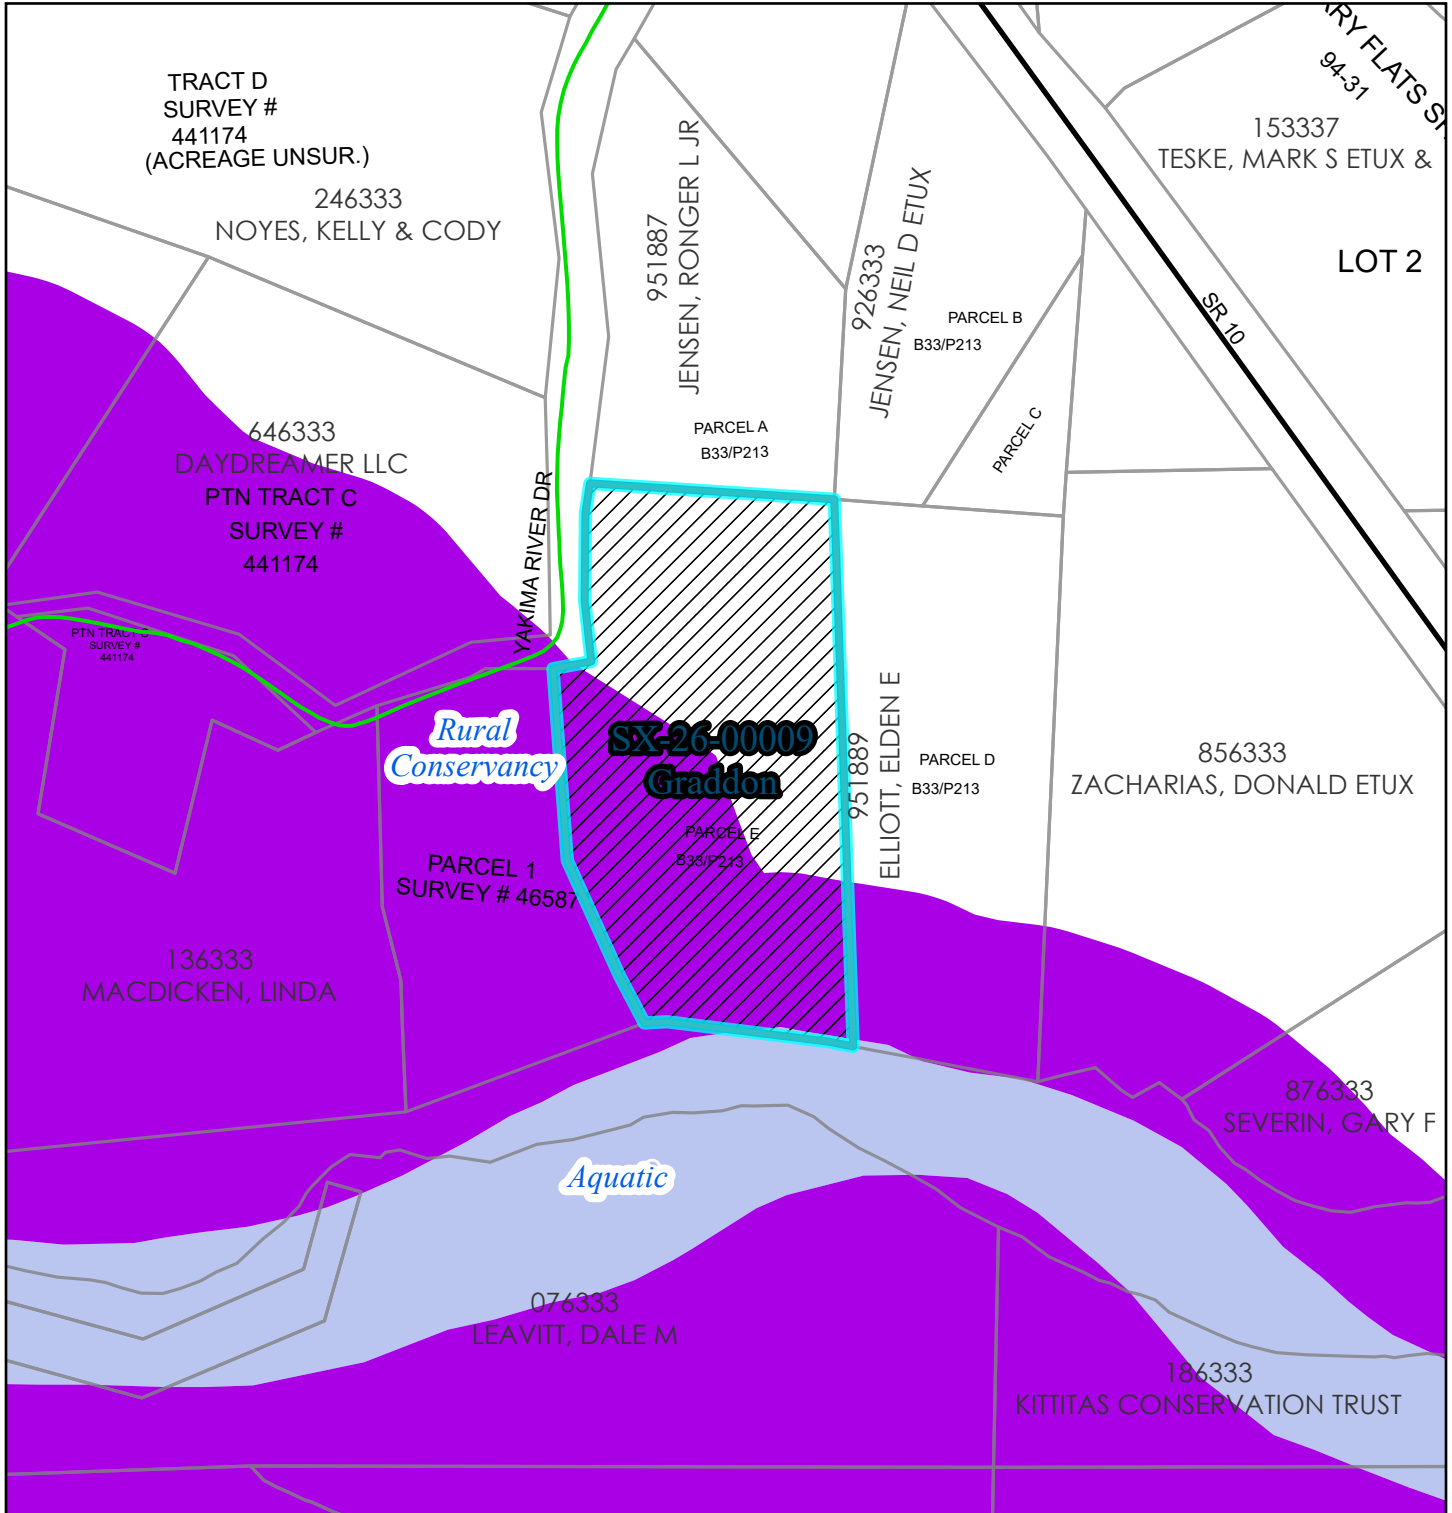 TRACT D
SURVEY #
441174
(ACREAGE UNSUR.)
246333
NOYES, KELLY & CODY
951887
JENSEN, RONGER L JR
926333
JENSEN, NEIL D ETUX
PARCEL B
B33/P213
94-31
153337
TESKE, MARK S ETUX &
LOT 2
SR 10
PARCEL A
B33/P213
PARCEL C
646333
DAYDREAMER LLC
PTN TRACT C
SURVEY #
441174
YAKIMA RIVER DR
PTN TRACT C
SURVEY #
441174
Rural
Conservancy
SX-26-00009
Graddon
PARCEL E
B33/P213
951889
ELLIOTT, ELDEN E
PARCEL D
B33/P213
856333
ZACHARIAS, DONALD ETUX
PARCEL 1
SURVEY # 46587
136333
MACDICKEN, LINDA
876333
SEVERIN, GARY F
Aquatic
076333
LEAVITT, DALE M
186333
KITTITAS CONSERVATION TRUST